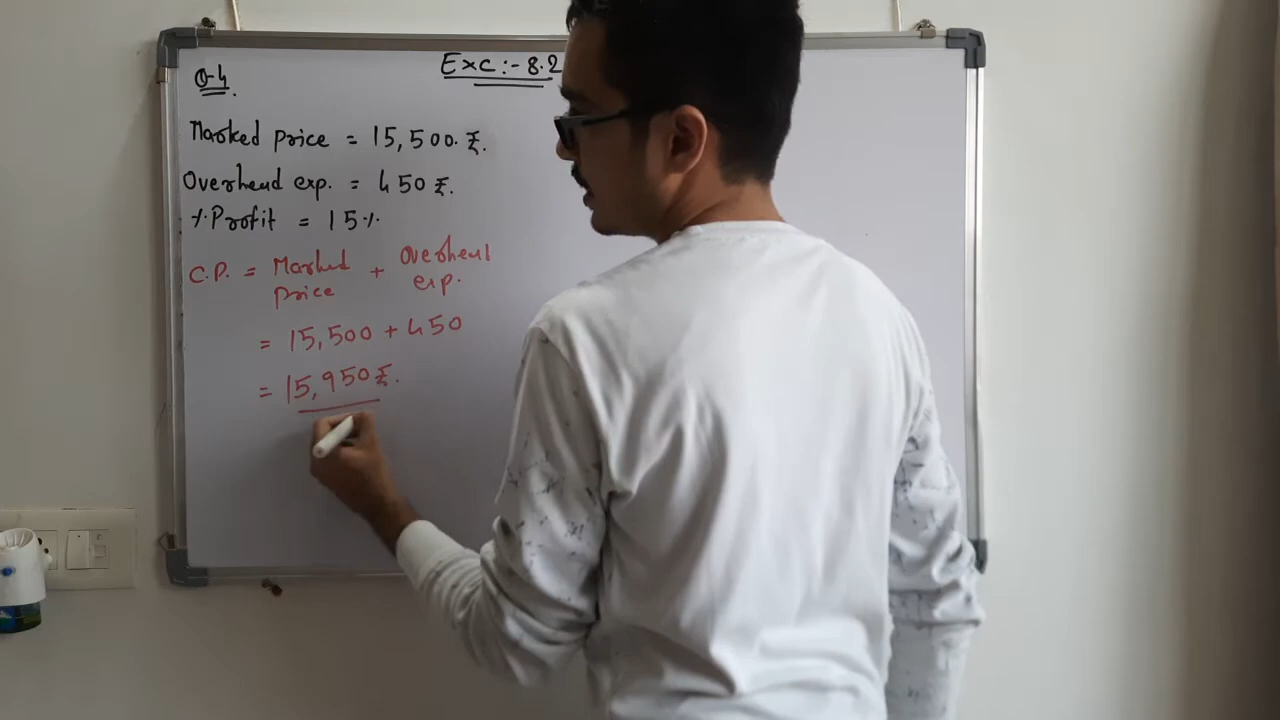 Exc :- 8.2
Q-4.
Marked price = 15,500.₹.
Overhead exp. = 450 ₹.
% Profit = 15%.
C.P. = Marked price + Overhead exp.
= 15,500 + 450
= 15,950 ₹.